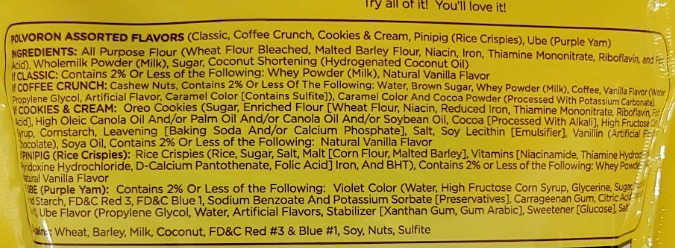 Try all of it! You'll love it!
POLVORON ASSORTED FLAVORS (Classic, Coffee Crunch, Cookies & Cream, Pinipig (Rice Crispies), Ube (Purple Yam)
INGREDIENTS: All Purpose Flour (Wheat Flour Bleached, Malted Barley Flour, Niacin, Iron, Thiamine Mononitrate, Riboflavin, and
Acid), Wholemilk Powder (Milk), Sugar, Coconut Shortening (Hydrogenated Coconut Oil)
If CLASSIC: Contains 2% Or Less of the Following: Whey Powder (Milk), Natural Vanilla Flavor
If COFFEE CRUNCH: Cashew Nuts, Contains 2% Or Less Of The Following: Water, Brown Sugar, Whey Powder (Milk), Coffee, Vanilla Flavor (Water
Propylene Glycol, Artificial Flavor, Caramel Color [Contains Sulfite]), Caramel Color And Cocoa Powder (Processed With Potassium Carbonate).
If COOKIES & CREAM: Oreo Cookies (Sugar, Enriched Flour [Wheat Flour, Niacin, Reduced Iron, Thiamine Mononitrate, Riboflavin,
Acid], High Oleic Canola Oil And/or Palm Oil And/or Canola Oil And/or Soybean Oil, Cocoa [Processed With Alkali], High Fructose
Syrup, Cornstarch, Leavening [Baking Soda And/or Calcium Phosphate], Salt, Soy Lecithin [Emulsifier], Vanillin (Artificial
Chocolate), Soya Oil, Contains 2% Or Less of the Following: Natural Vanilla Flavor
PINIPIG (Rice Crispies): Rice Crispies (Rice, Sugar, Salt, Malt [Corn Flour, Malted Barley], Vitamins [Niacinamide, Thiamine
Pyridoxine Hydrochloride, D-Calcium Pantothenate, Folic Acid] Iron, And BHT), Contains 2% or Less of the Following: Whey
Natural Vanilla Flavor
UBE (Purple Yam): Contains 2% Or Less of the Following: Violet Color (Water, High Fructose Corn Syrup, Glycerine, Sugar,
Starch, FD&C Red 3, FD&C Blue 1, Sodium Benzoate And Potassium Sorbate [Preservatives], Carrageenan Gum, Citric
Ube Flavor (Propylene Glycol, Water, Artificial Flavors, Stabilizer [Xanthan Gum, Gum Arabic], Sweetener [Glucose],
Wheat, Barley, Milk, Coconut, FD&C Red #3 & Blue #1, Soy, Nuts, Sulfite